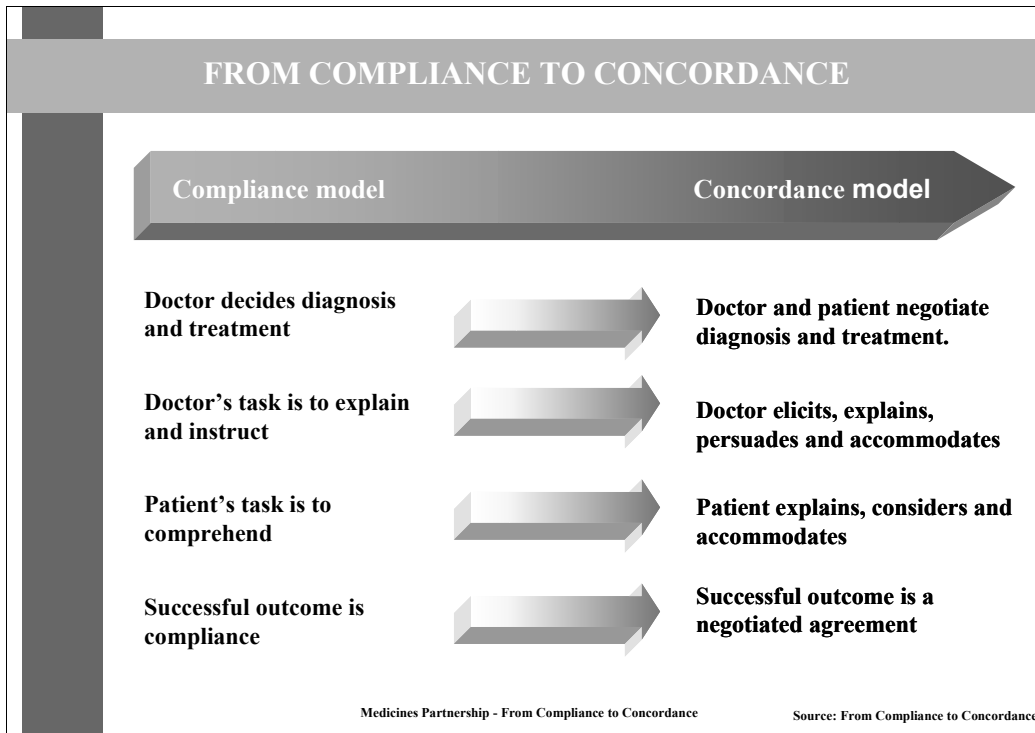 FROM COMPLIANCE TO CONCORDANCE
Compliance model
Concordance model
Doctor decides diagnosis
and treatment
Doctor and patient negotiate
diagnosis and treatment.
Doctor’s task is to explain
and instruct
Doctor elicits, explains,
persuades and accommodates
Patient’s task is to
comprehend
Patient explains, considers and
accommodates
Successful outcome is
compliance
Successful outcome is a
negotiated agreement
Medicines Partnership - From Compliance to Concordance
Source: From Compliance to Concordance